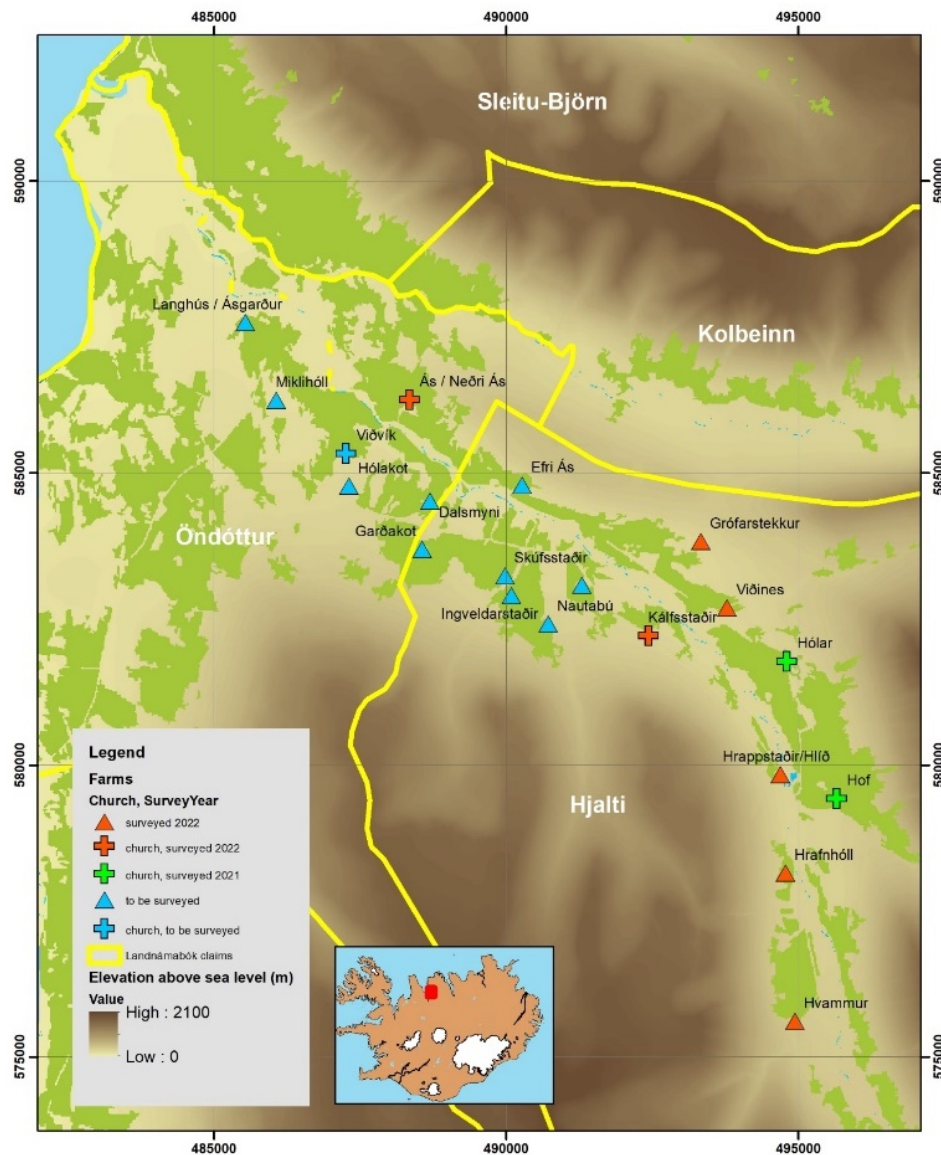 485000
490000
495000
Sleitu-Björn
590000
590000
Langhús / Ásgarður
Kolbeinn
Miklihóll
Ás / Neðri Ás
Viðvík
Hólakot
Efri Ás
585000
585000
Öndóttur
Dalsmyni
Garðakot
Grófarstekkur
Skúfsstaðir
Viðines
Ingveldarstaðir
Nautabú
Kálfsstaðir
Hólar
Hrappstaðir/Hlíð
580000
580000
Hof
Hjalti
Hrafnhóll
Hvammur
Legend
Farms
Church, SurveyYear
surveyed 2022
church, surveyed 2022
church, surveyed 2021
to be surveyed
church, to be surveyed
Landnámabók claims
Elevation above sea level (m)
Value
High : 2100
Low : 0
575000
575000
485000
490000
495000